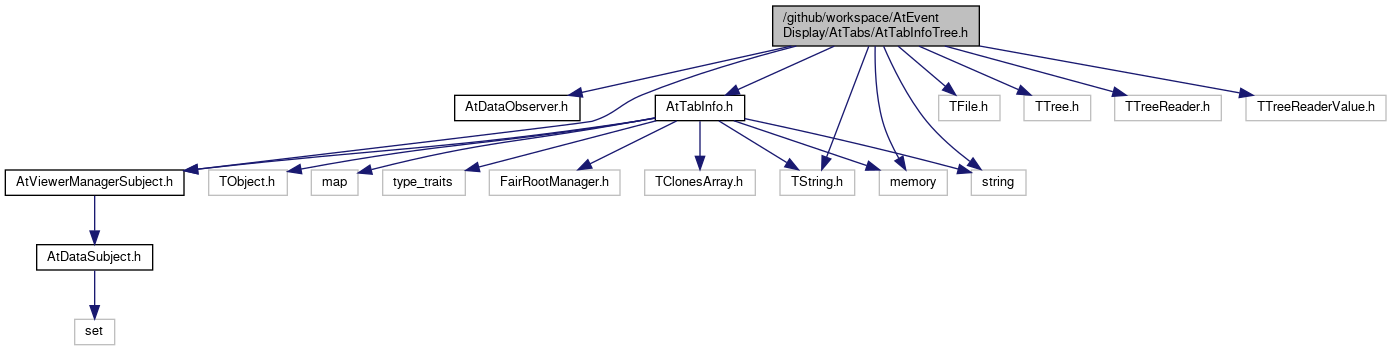 /github/workspace/AtEvent
Display/AtTabs/AtTabInfoTree.h
AtDataObserver.h
AtTabInfo.h
TFile.h
TTree.h
TTreeReader.h
TTreeReaderValue.h
AtViewerManagerSubject.h
TObject.h
map
type_traits
FairRootManager.h
TClonesArray.h
TString.h
memory
string
AtDataSubject.h
set